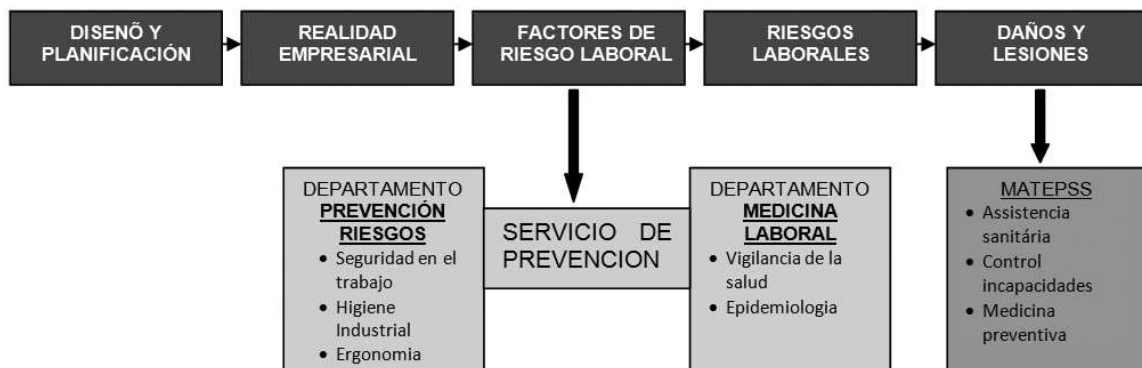 DISENÕ Y
PLANIFICACIÓN
REALIDAD
EMPRESARIAL
FACTORES DE
RIESGO LABORAL
RIESGOS
LABORALES
DAÑOS Y
LESIONES
DEPARTAMENTO
PREVENCIÓN
RIESGOS
• Seguridad en el
trabajo
• Higiene
Industrial
• Ergonomia
SERVICIO DE
PREVENCION
DEPARTAMENTO
MEDICINA
LABORAL
• Vigilancia de la
salud
• Epidemiologia
MATEPSS
• Assistencia
sanitária
• Control
incapacidades
• Medicina
preventiva